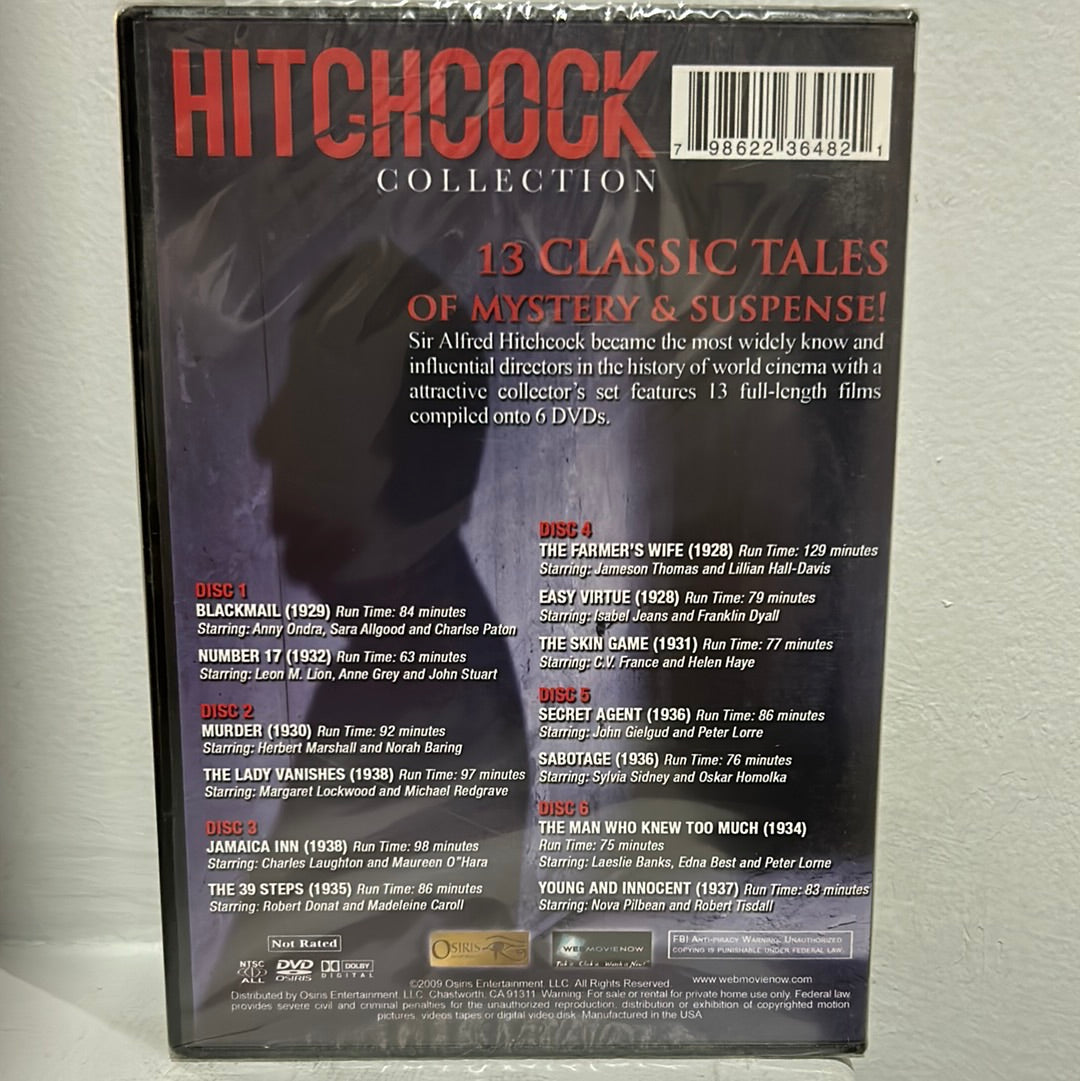 HITCHCOCK
COLLECTION
7 98622 36482 1
13 CLASSIC TALES
OF MYSTERY & SUSPENSE!
Sir Alfred Hitchcock became the most widely know and
influential directors in the history of world cinema with a
attractive collector's set features 13 full-length films
compiled onto 6 DVDs.
DISC 1
BLACKMAIL (1929) Run Time: 84 minutes
Starring: Anny Ondra, Sara Allgood and Charlse Paton
NUMBER 17 (1932) Run Time: 63 minutes
Starring: Leon M. Lion, Anne Grey and John Stuart
DISC 2
MURDER (1930) Run Time: 92 minutes
Starring: Herbert Marshall and Norah Baring
THE LADY VANISHES (1938) Run Time: 97 minutes
Starring: Margaret Lockwood and Michael Redgrave
DISC 3
JAMAICA INN (1938) Run Time: 98 minutes
Starring: Charles Laughton and Maureen O"Hara
THE 39 STEPS (1935) Run Time: 86 minutes
Starring: Robert Donat and Madeleine Caroll
DISC 4
THE FARMER'S WIFE (1928) Run Time: 129 minutes
Starring: Jameson Thomas and Lillian Hall-Davis
EASY VIRTUE (1928) Run Time: 79 minutes
Starring: Isabel Jeans and Franklin Dyall
THE SKIN GAME (1931) Run Time: 77 minutes
Starring: C.V. France and Helen Haye
DISC 5
SECRET AGENT (1936) Run Time: 86 minutes
Starring: John Gielgud and Peter Lorre
SABOTAGE (1936) Run Time: 76 minutes
Starring: Sylvia Sidney and Oskar Homolka
DISC 6
THE MAN WHO KNEW TOO MUCH (1934)
Run Time: 75 minutes
Starring: Laeslie Banks, Edna Best and Peter Lorne
YOUNG AND INNOCENT (1937) Run Time: 83 minutes
Starring: Nova Pilbean and Robert Tisdall
Not Rated
NTSC
ALL
DVD
OSIRIS
DOLBY
DIGITAL
OSIRIS
WEBMOVIENOW
FBI ANTI-PIRACY WARNING: UNAUTHORIZED
COPYING IS PUNISHABLE UNDER FEDERAL LAW.
©2009 Osiris Entertainment, LLC. All Rights Reserved
www.webmovienow.com
Distributed by Osiris Entertainment, LLC. Chastworth, CA 91311 Warning: For sale or rental for private home use only. Federal law
provides severe civil and criminal penalties for the unauthorized reproduction, distribution or exhibition of copyrighted motion
pictures, videos tapes or digital video disk. Manufactured in the USA